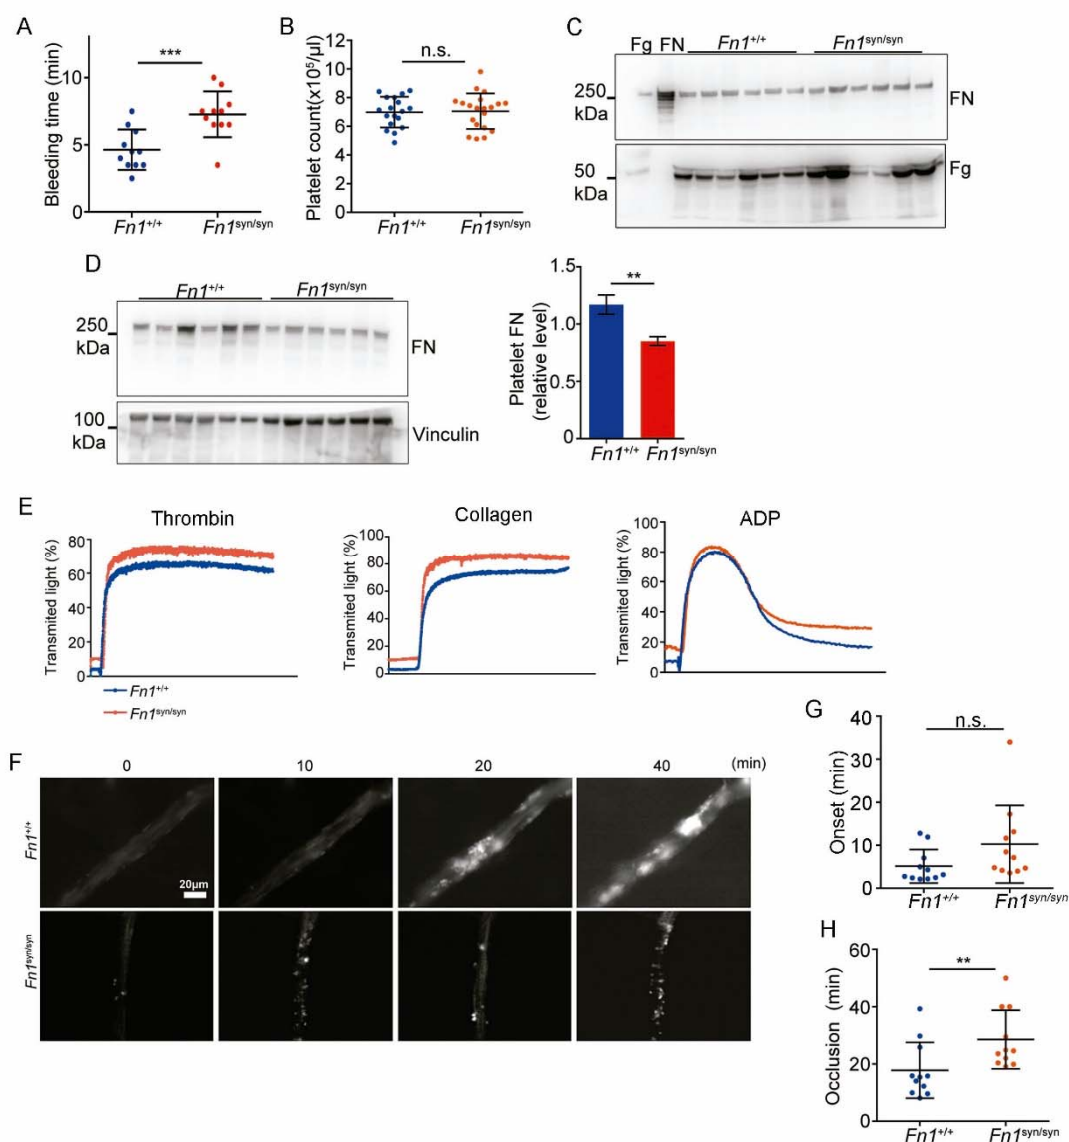 A
Bleeding time (min)
10
5
0
***
Fn1+/+
Fn1syn/syn
B
Platelet count(x10⁵/µl)
12
10
8
6
4
2
0
n.s.
Fn1+/+
Fn1syn/syn
C
Fg FN Fn1+/+ Fn1syn/syn
250
kDa
FN
50
kDa
Fg
D
Fn1+/+ Fn1syn/syn
250
kDa
FN
100
kDa
Vinculin
Platelet FN
(relative level)
1.5
1.0
0.5
0
**
Fn1+/+ Fn1syn/syn
E
Thrombin
Transmited light (%)
80
60
40
20
0
Collagen
Transmited light (%)
100
80
60
40
20
0
ADP
Transmited light (%)
100
80
60
40
20
0
Fn1+/+
Fn1syn/syn
F
0 10 20 40 (min)
Fn1+/+
20µm
Fn1syn/syn
G
Onset (min)
40
30
20
10
0
n.s.
Fn1+/+ Fn1syn/syn
H
Occlusion (min)
60
40
20
0
**
Fn1+/+ Fn1syn/syn